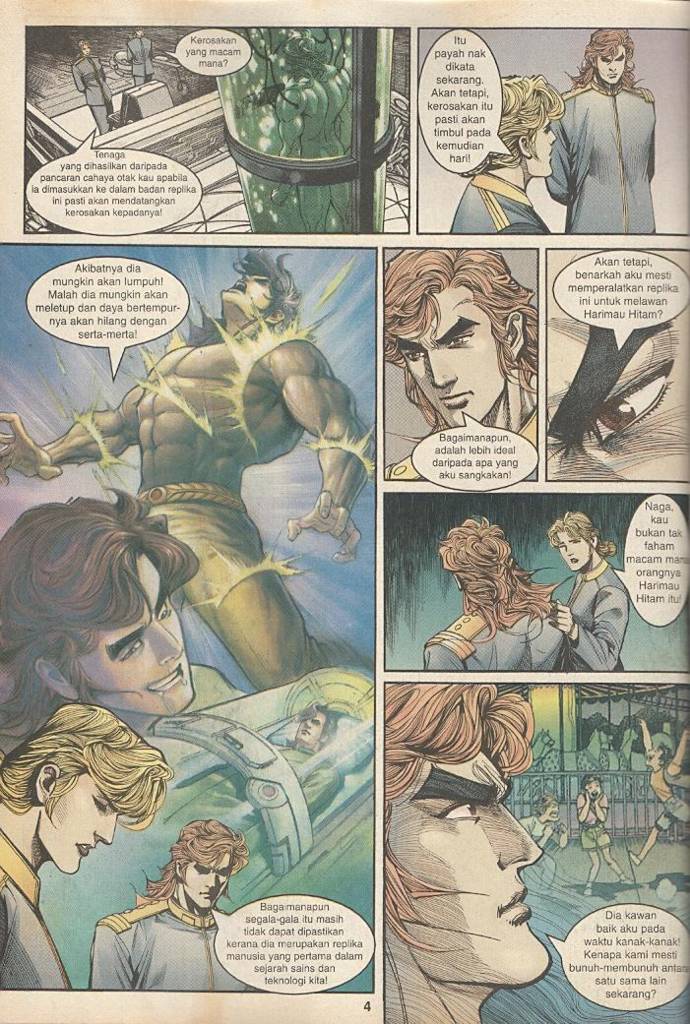 Kerosakan
yang macam
mana?
Tenaga
yang dihasilkan daripada
pancaran cahaya otak kau apabila
ia dimasukkan ke dalam badan replika
ini pasti akan mendatangkan
kerosakan kepadanya!
Itu
payah nak
dikata
sekarang.
Akan tetapi,
kerosakan itu
pasti akan
timbul pada
kemudian
hari!
Akibatnya dia
mungkin akan lumpuh!
Malah dia mungkin akan
meletup dan daya bertempur-
nya akan hilang dengan
serta-merta!
Bagaimanapun,
adalah lebih ideal
daripada apa yang
aku sangkakan!
Akan tetapi,
benarkah aku mesti
memperalatkan replika
ini untuk melawan
Harimau Hitam?
Naga,
kau
bukan tak
faham
macam mana
orangnya
Harimau
Hitam itu!
Bagaimanapun
segala-gala itu masih
tidak dapat dipastikan
kerana dia merupakan replika
manusia yang pertama dalam
sejarah sains dan
teknologi kita!
Dia kawan
baik aku pada
waktu kanak-kanak!
Kenapa kami mesti
bunuh-membunuh antara
satu sama lain
sekarang?
4